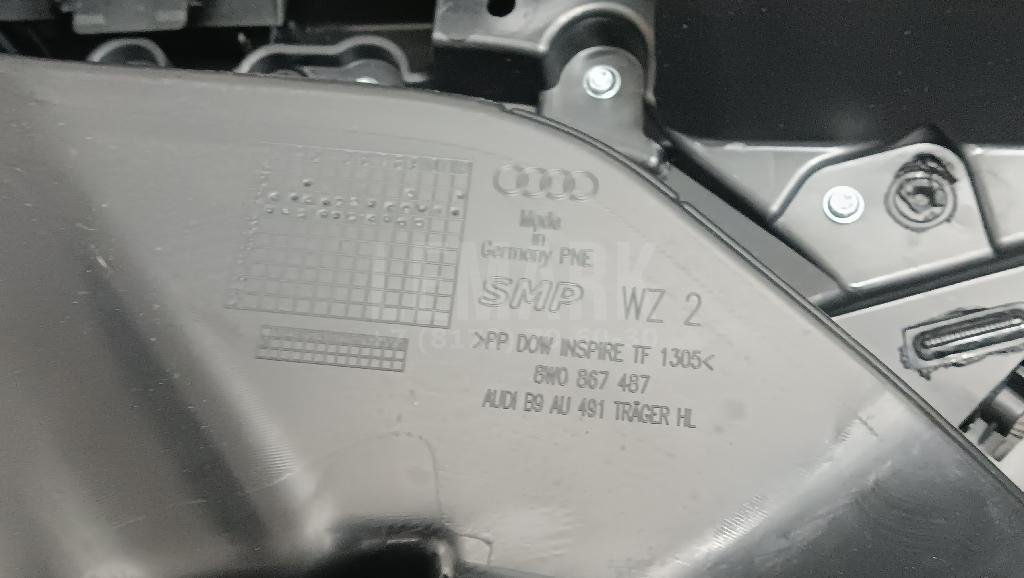 Made
in
Germany PNE
SMP WZ 2
>PP DOW INSPIRE TF 1305<
8W0 867 487
AUDI B9 AU 491 TRÄGER HL